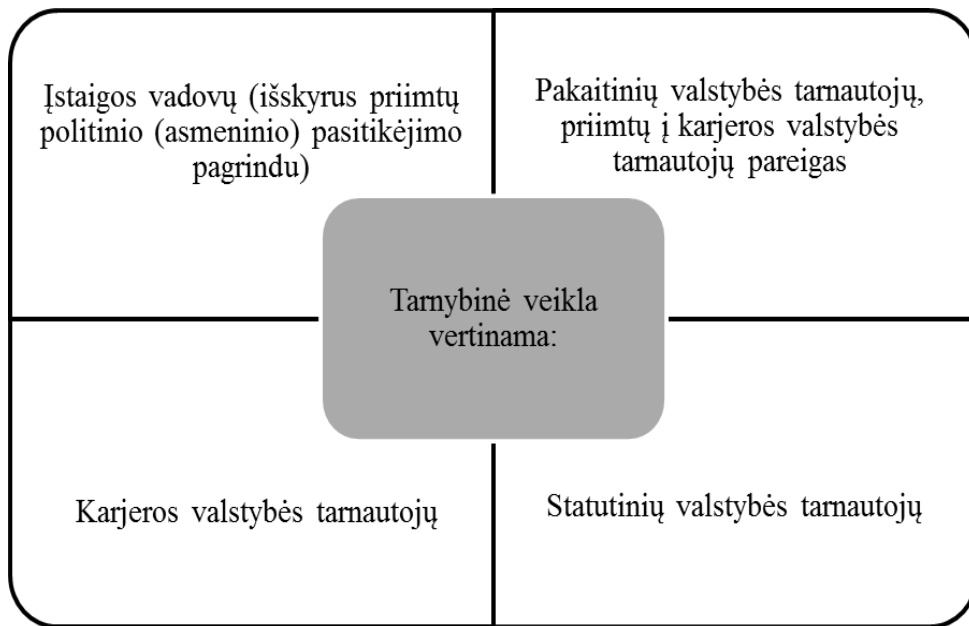 Įstaigos vadovų (išskyrus priimtų
politinio (asmeninio) pasitikėjimo
pagrindu)
Pakaitinių valstybės tarnautojų,
priimtų į karjeros valstybės
tarnautojų pareigas
Tarnybinė veikla
vertinama:
Karjeros valstybės tarnautojų
Statutinių valstybės tarnautojų